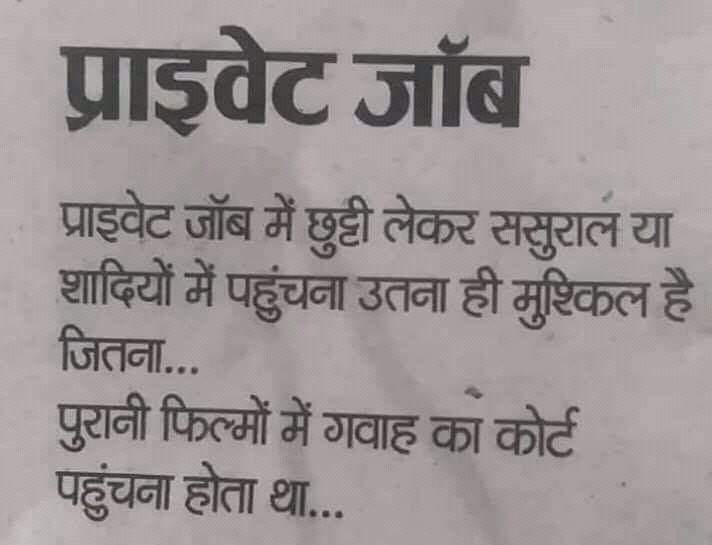 प्राइवेट जॉब
प्राइवेट जॉब में छुट्टी लेकर ससुराल या
शादियों में पहुंचना उतना ही मुश्किल है
जितना...
पुरानी फिल्मों में गवाह का कोर्ट
पहुंचना होता था...